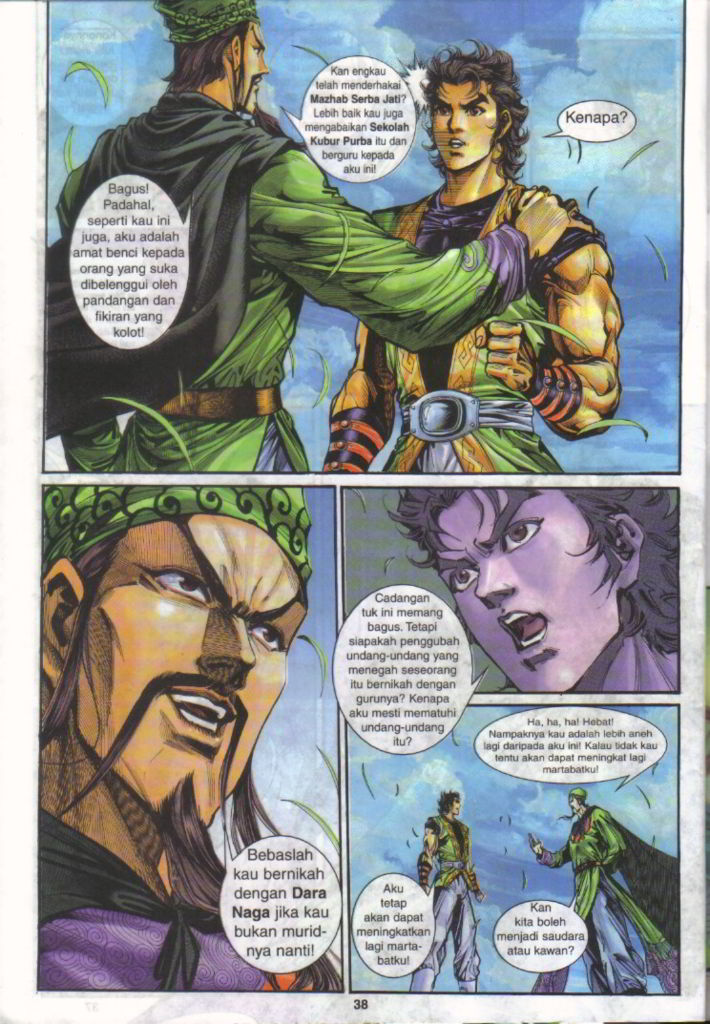 Kan engkau
telah menderhakai
Mazhab Serba Jati?
Lebih baik kau juga
mengabaikan Sekolah
Kubur Purba itu dan
berguru kepada
aku ini!
Kenapa?
Bagus!
Padahal,
seperti kau ini
juga, aku adalah
amat benci kepada
orang yang suka
dibelenggui oleh
pandangan dan
fikiran yang
kolot!
Cadangan
tuk ini memang
bagus. Tetapi
siapakah penggubah
undang-undang yang
menegah seseorang
itu bernikah dengan
gurunya? Kenapa
aku mesti mematuhi
undang-undang
itu?
Bebaslah
kau bernikah
dengan Dara
Naga jika kau
bukan murid-
nya nanti!
Ha, ha, ha! Hebat!
Nampaknya kau adalah lebih aneh
lagi daripada aku ini! Kalau tidak kau
tentu akan dapat meningkat lagi
martabatku!
Aku
tetap
akan dapat
meningkatkan
lagi marta-
batku!
Kan
kita boleh
menjadi saudara
atau kawan?
38